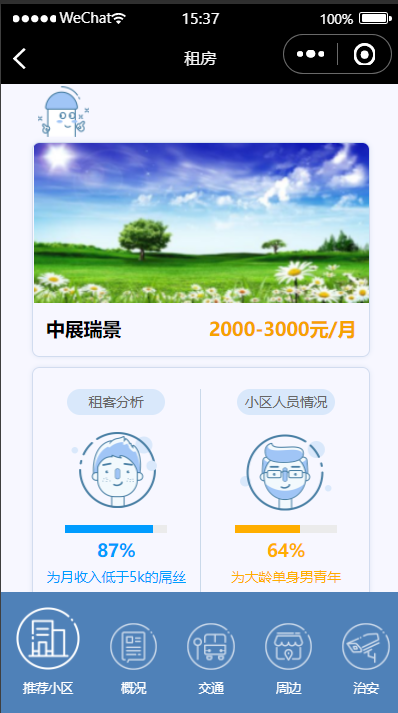 WeChat 15:37 100%
租房
中展瑞景 2000-3000元/月
租客分析 小区人员情况
87% 64%
为月收入低于5k的屌丝 为大龄单身男青年
推荐小区 概况 交通 周边 治安